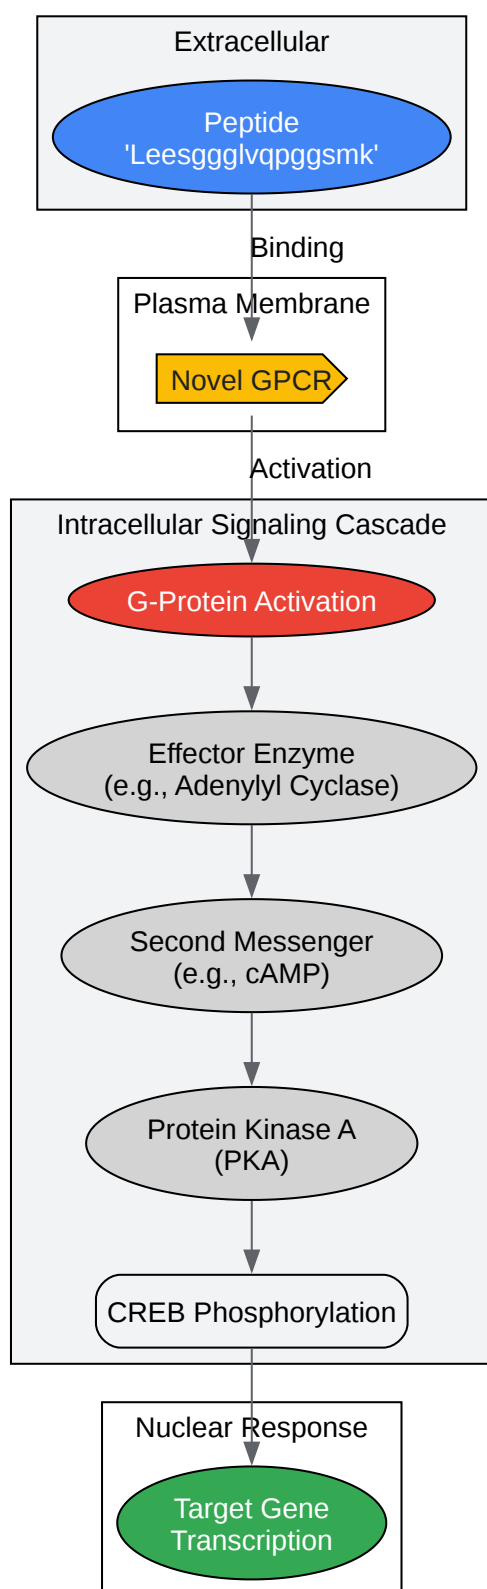 Extracellular
Peptide
'Leesggglvqpggsmk'
Binding
Plasma Membrane
Novel GPCR
Activation
Intracellular Signaling Cascade
G-Protein Activation
Effector Enzyme
(e.g., Adenylyl Cyclase)
Second Messenger
(e.g., cAMP)
Protein Kinase A
(PKA)
CREB Phosphorylation
Nuclear Response
Target Gene
Transcription